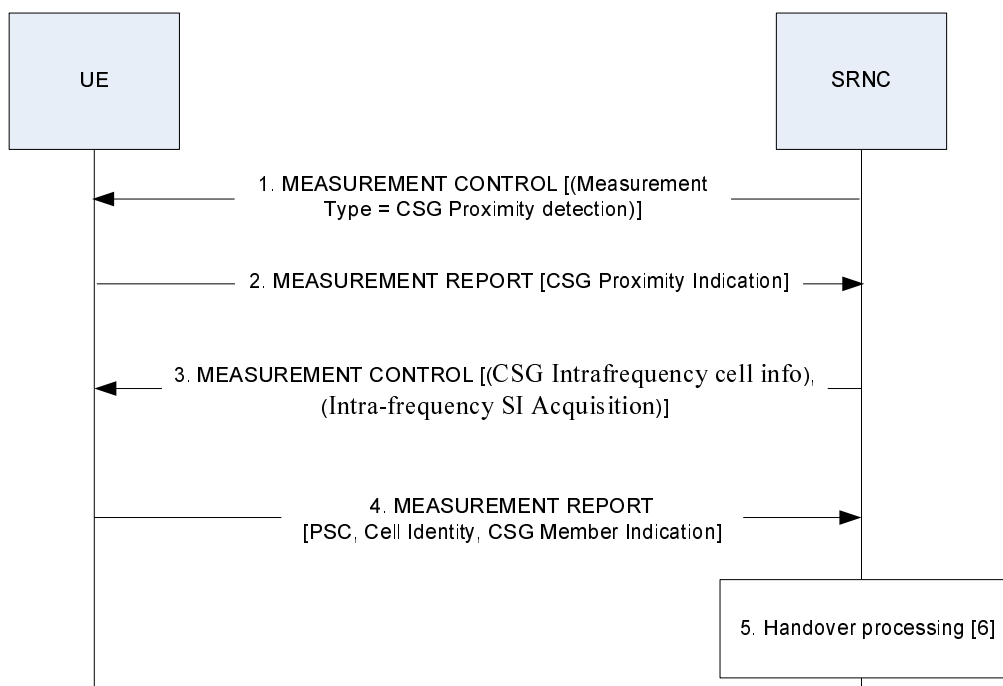 UE
SRNC
1. MEASUREMENT CONTROL [(Measurement
Type = CSG Proximity detection)]
2. MEASUREMENT REPORT [CSG Proximity Indication]
3. MEASUREMENT CONTROL [(CSG Intrafrequency cell info),
(Intra-frequency SI Acquisition)]
4. MEASUREMENT REPORT
[PSC, Cell Identity, CSG Member Indication]
5. Handover processing [6]